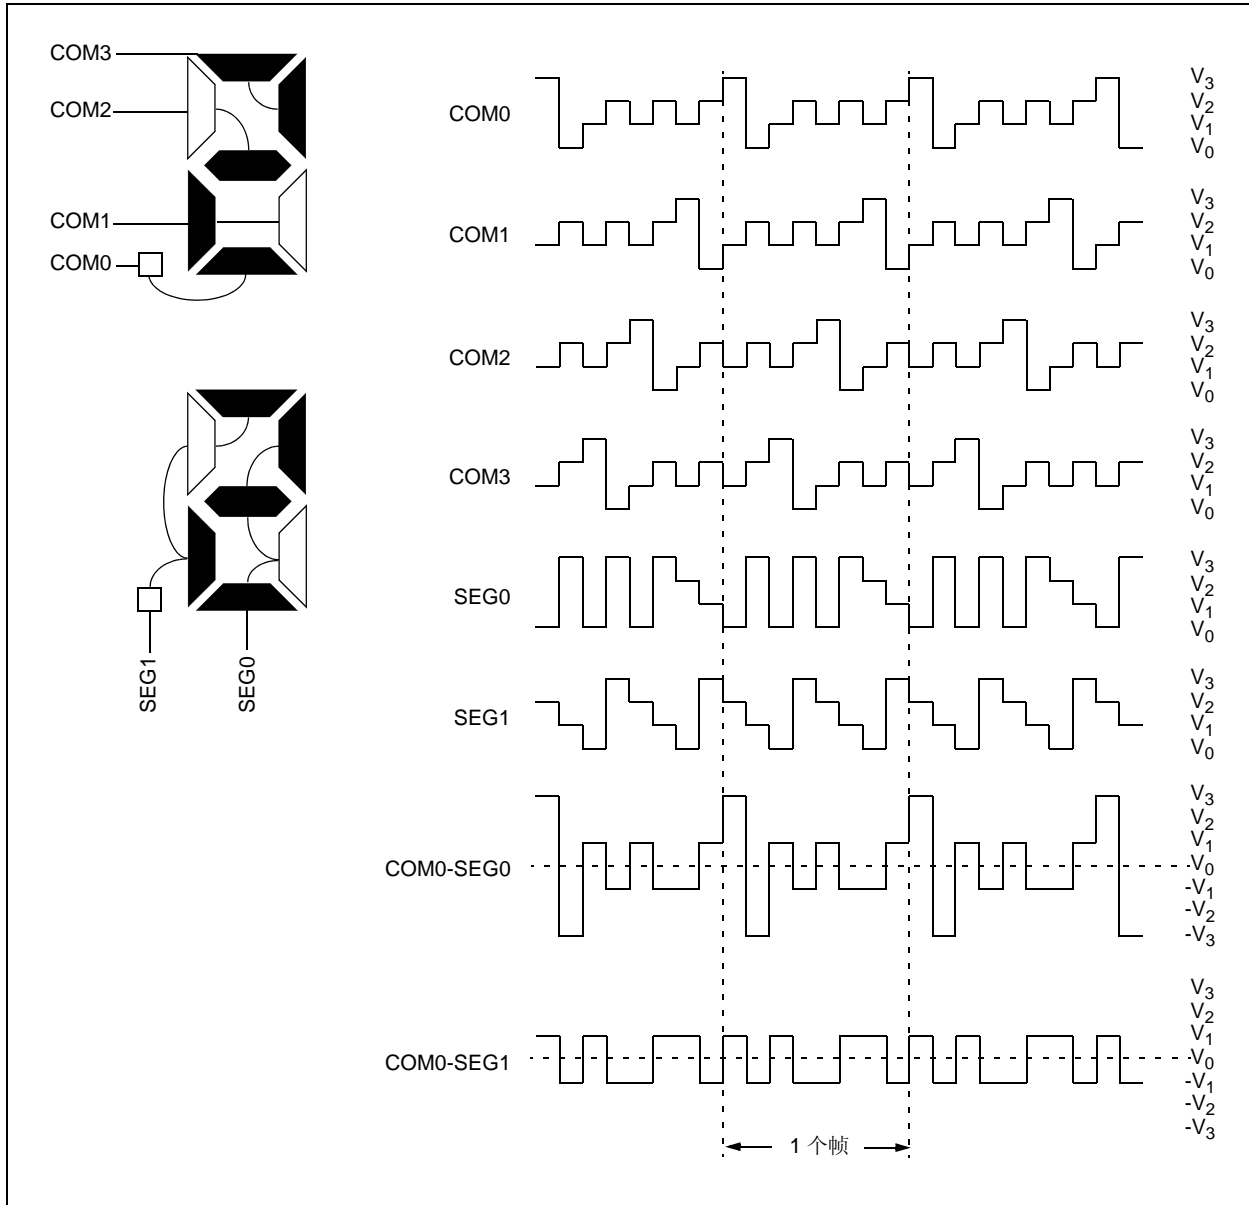 COM3
COM2
COM1
COM0
SEG1
SEG0
COM0
V3
V2
V1
V0
COM1
V3
V2
V1
V0
COM2
V3
V2
V1
V0
COM3
V3
V2
V1
V0
SEG0
V3
V2
V1
V0
SEG1
V3
V2
V1
V0
COM0-SEG0
V3
V2
V1
V0
-V1
-V2
-V3
COM0-SEG1
V3
V2
V1
V0
-V1
-V2
-V3
1 个帧